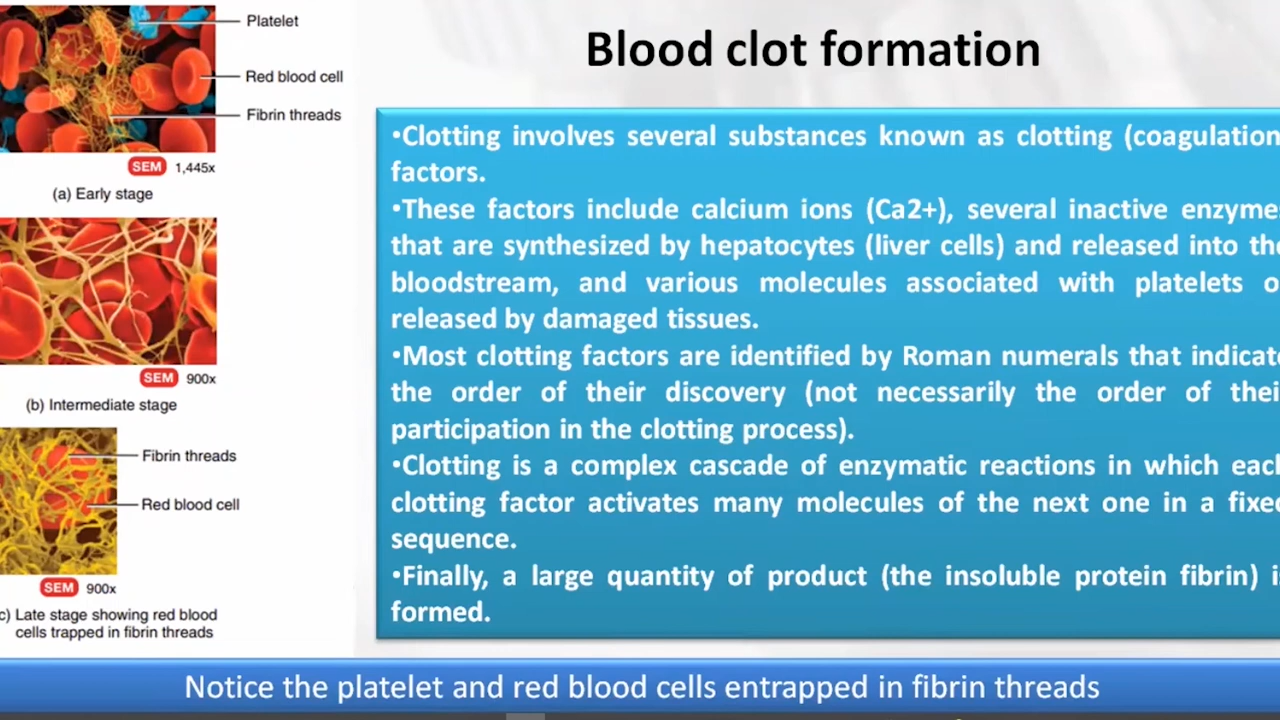 Platelet
Red blood cell
Fibrin threads
SEM 1,445x
(a) Early stage
SEM 900x
(b) Intermediate stage
Fibrin threads
Red blood cell
SEM 900x
c) Late stage showing red blood
cells trapped in fibrin threads
Blood clot formation
•Clotting involves several substances known as clotting (coagulation
factors.
•These factors include calcium ions (Ca2+), several inactive enzyme
that are synthesized by hepatocytes (liver cells) and released into the
bloodstream, and various molecules associated with platelets o
released by damaged tissues.
•Most clotting factors are identified by Roman numerals that indicat
the order of their discovery (not necessarily the order of thei
participation in the clotting process).
•Clotting is a complex cascade of enzymatic reactions in which eac
clotting factor activates many molecules of the next one in a fixed
sequence.
•Finally, a large quantity of product (the insoluble protein fibrin) i
formed.
Notice the platelet and red blood cells entrapped in fibrin threads